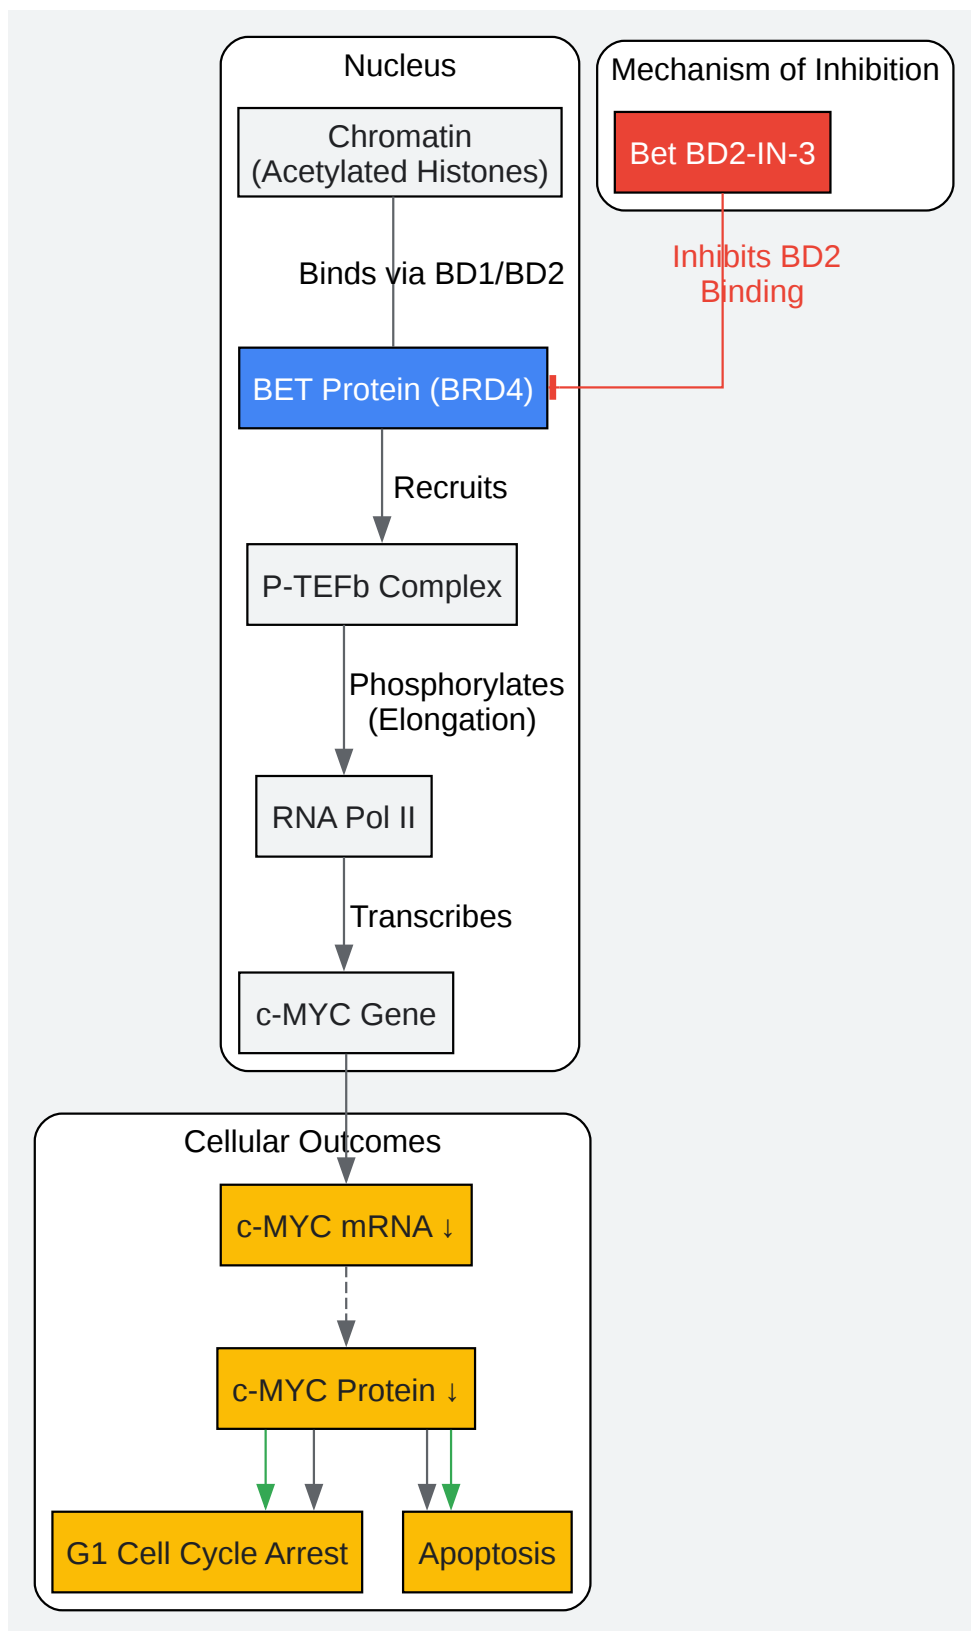 Nucleus
Chromatin
(Acetylated Histones)
Binds via BD1/BD2
BET Protein (BRD4)
Recruits
P-TEFb Complex
Phosphorylates
(Elongation)
RNA Pol II
Transcribes
c-MYC Gene
Mechanism of Inhibition
Bet BD2-IN-3
Inhibits BD2
Binding
Cellular Outcomes
c-MYC mRNA ↓
c-MYC Protein ↓
G1 Cell Cycle Arrest
Apoptosis